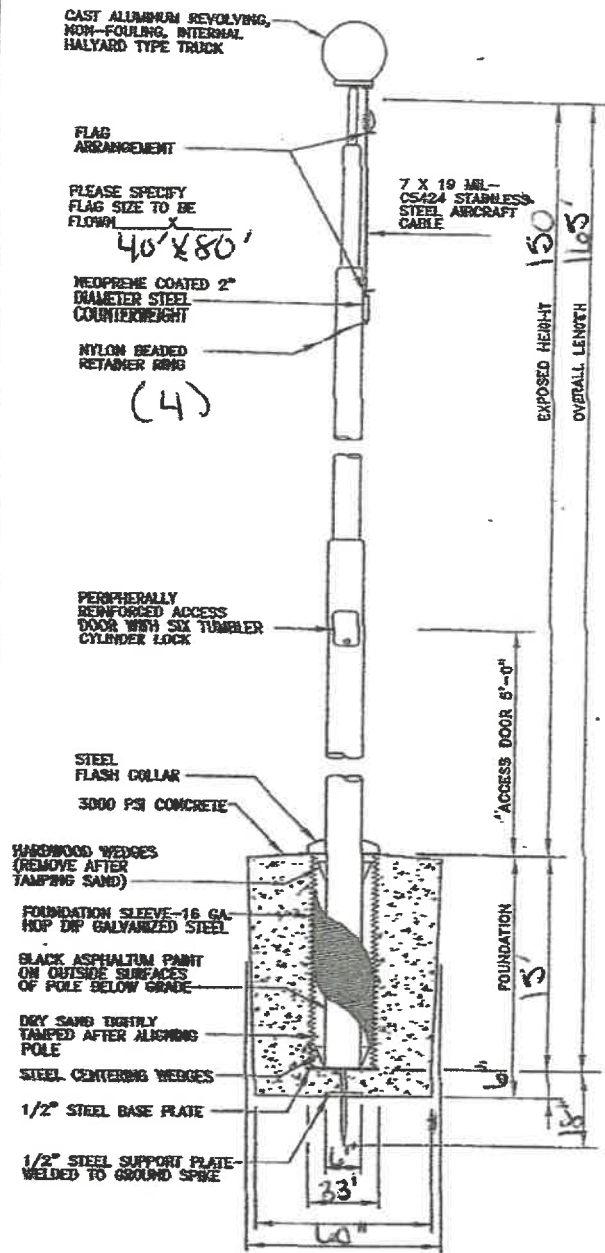 CAST ALUMINUM REVOLVING,
NON-FOULING, INTERNAL
HALYARD TYPE TRUCK
FLAG
ARRANGEMENT
PLEASE SPECIFY
FLAG SIZE TO BE
FLOWN____X____
40' X 80'
7 X 19 MIL-
C5424 STAINLESS
STEEL AIRCRAFT
CABLE
NEOPRENE COATED 2"
DIAMETER STEEL
COUNTERWEIGHT
NYLON BEADED
RETAINER RING
(4)
EXPOSED HEIGHT
150
OVERALL LENGTH
165'
PERIPHERALLY
REINFORCED ACCESS
DOOR WITH SIX TUMBLER
CYLINDER LOCK
"ACCESS DOOR 6'-0"
STEEL
FLASH COLLAR
3000 PSI CONCRETE
HARDWOOD WEDGES
(REMOVE AFTER
TAMPING SAND)
FOUNDATION SLEEVE-16 GA.
HOP DIP GALVANIZED STEEL
BLACK ASPHALTUM PAINT
ON OUTSIDE SURFACES
OF POLE BELOW GRADE
DRY SAND TIGHTLY
TAMPED AFTER ALIGNING
POLE
STEEL CENTERING WEDGES
1/2" STEEL BASE PLATE
1/2" STEEL SUPPORT PLATE
WELDED TO GROUND SPIKE
FOUNDATION
15'
6"
18"
33'
60"